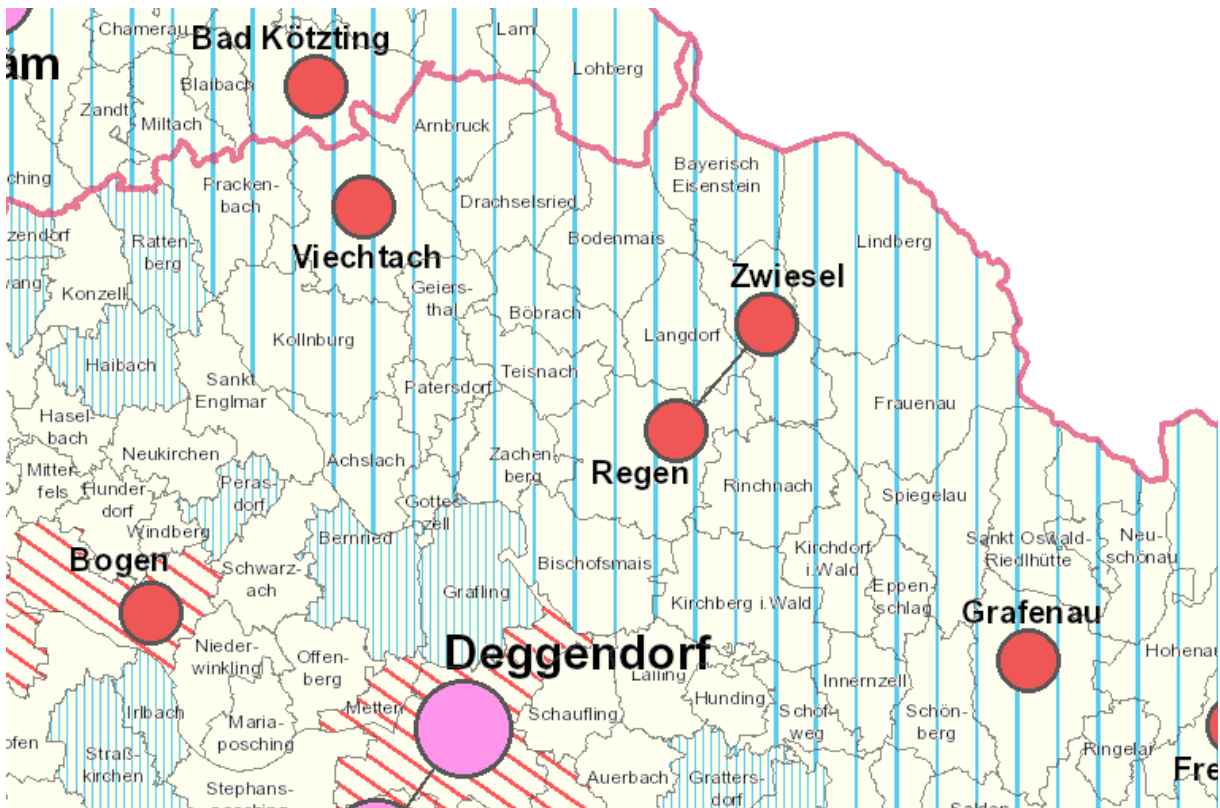 Chamerau
Bad Kötzting
Lam
am
Lohberg
Blaibach
Zandt
Miltach
Arnbruck
ching
Bayerisch
Eisenstein
Pracken-
bach
Drachselsried
zendorf
Ratten-
berg
Viechtach
Bodenmais
Lindberg
Zwiesel
wang
Konzell
Geiers-
thal
Böbrach
Langdorf
Kollnburg
Haibach
Teisnach
Sankt
Englmar
Patersdorf
Frauenau
Hasel-
bach
Neukirchen
Achslach
Zachen
berg
Regen
Mitter
fels
Hunder-
dorf
Peras-
dorf
Rinchnach
Spiegelau
Gottes
zell
Windberg
Bernried
Sankt Oswald-
Riedlhütte
Neu-
schönau
Bogen
Bischofsmais
Kirchdorf
i.Wald
Schwarz-
ach
Grafling
Eppen
schlag
Kirchberg i.Wald
Grafenau
Nieder-
winkling
Offen-
berg
Deggendorf
Hohenau
Lalling
Innernzell
Hunding
Irlbach
Metten
Schaufling
Schöf
weg
Schön-
berg
Maria-
posching
ofen
Straß-
kirchen
Ringelai
Auerbach
Gratters-
dorf
Fre
Stephans-